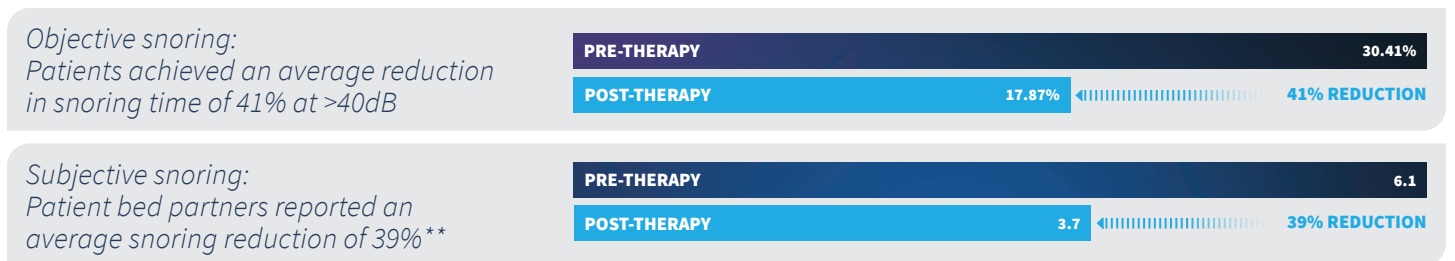 Objective snoring:
Patients achieved an average reduction
in snoring time of 41% at >40dB
PRE-THERAPY 30.41%
POST-THERAPY 17.87% 41% REDUCTION
Subjective snoring:
Patient bed partners reported an
average snoring reduction of 39%**
PRE-THERAPY 6.1
POST-THERAPY 3.7 39% REDUCTION